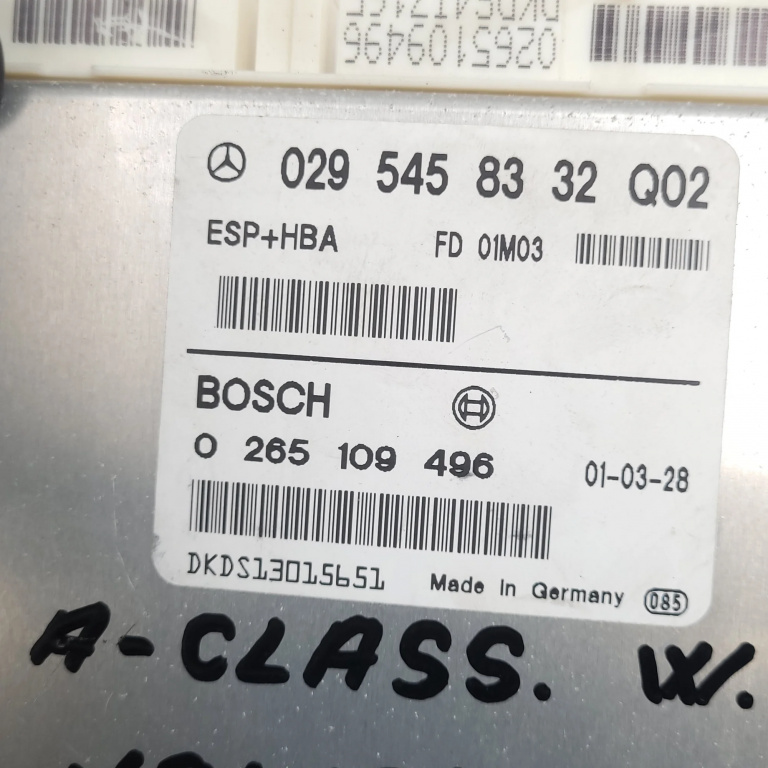 0265109496
029 545 83 32 Q02
ESP+HBA FD 01M03
BOSCH
0 265 109 496 01-03-28
DKDS13015651 Made In Germany 085
A-CLASS. W.